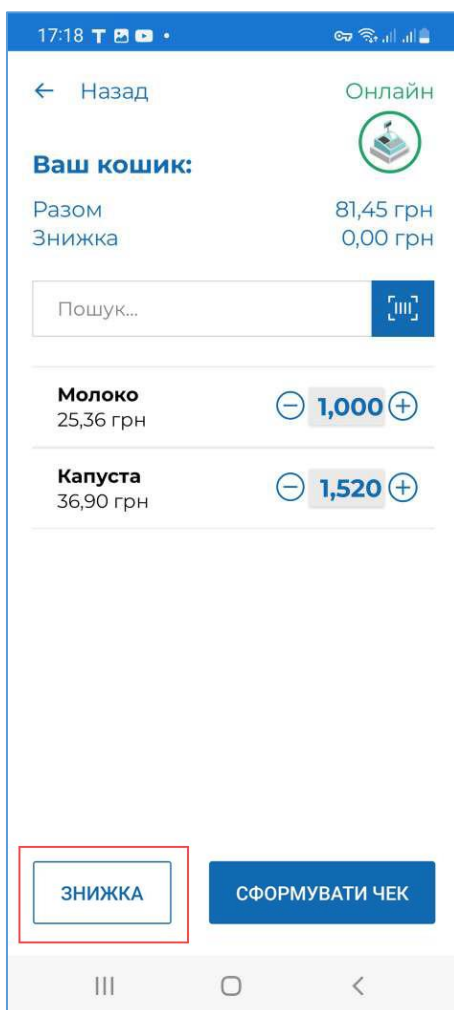 17:18
← Назад
Онлайн
Ваш кошик:
Разом 81,45 грн
Знижка 0,00 грн
Пошук...
Молоко
25,36 грн
1,000
Капуста
36,90 грн
1,520
ЗНИЖКА
СФОРМУВАТИ ЧЕК